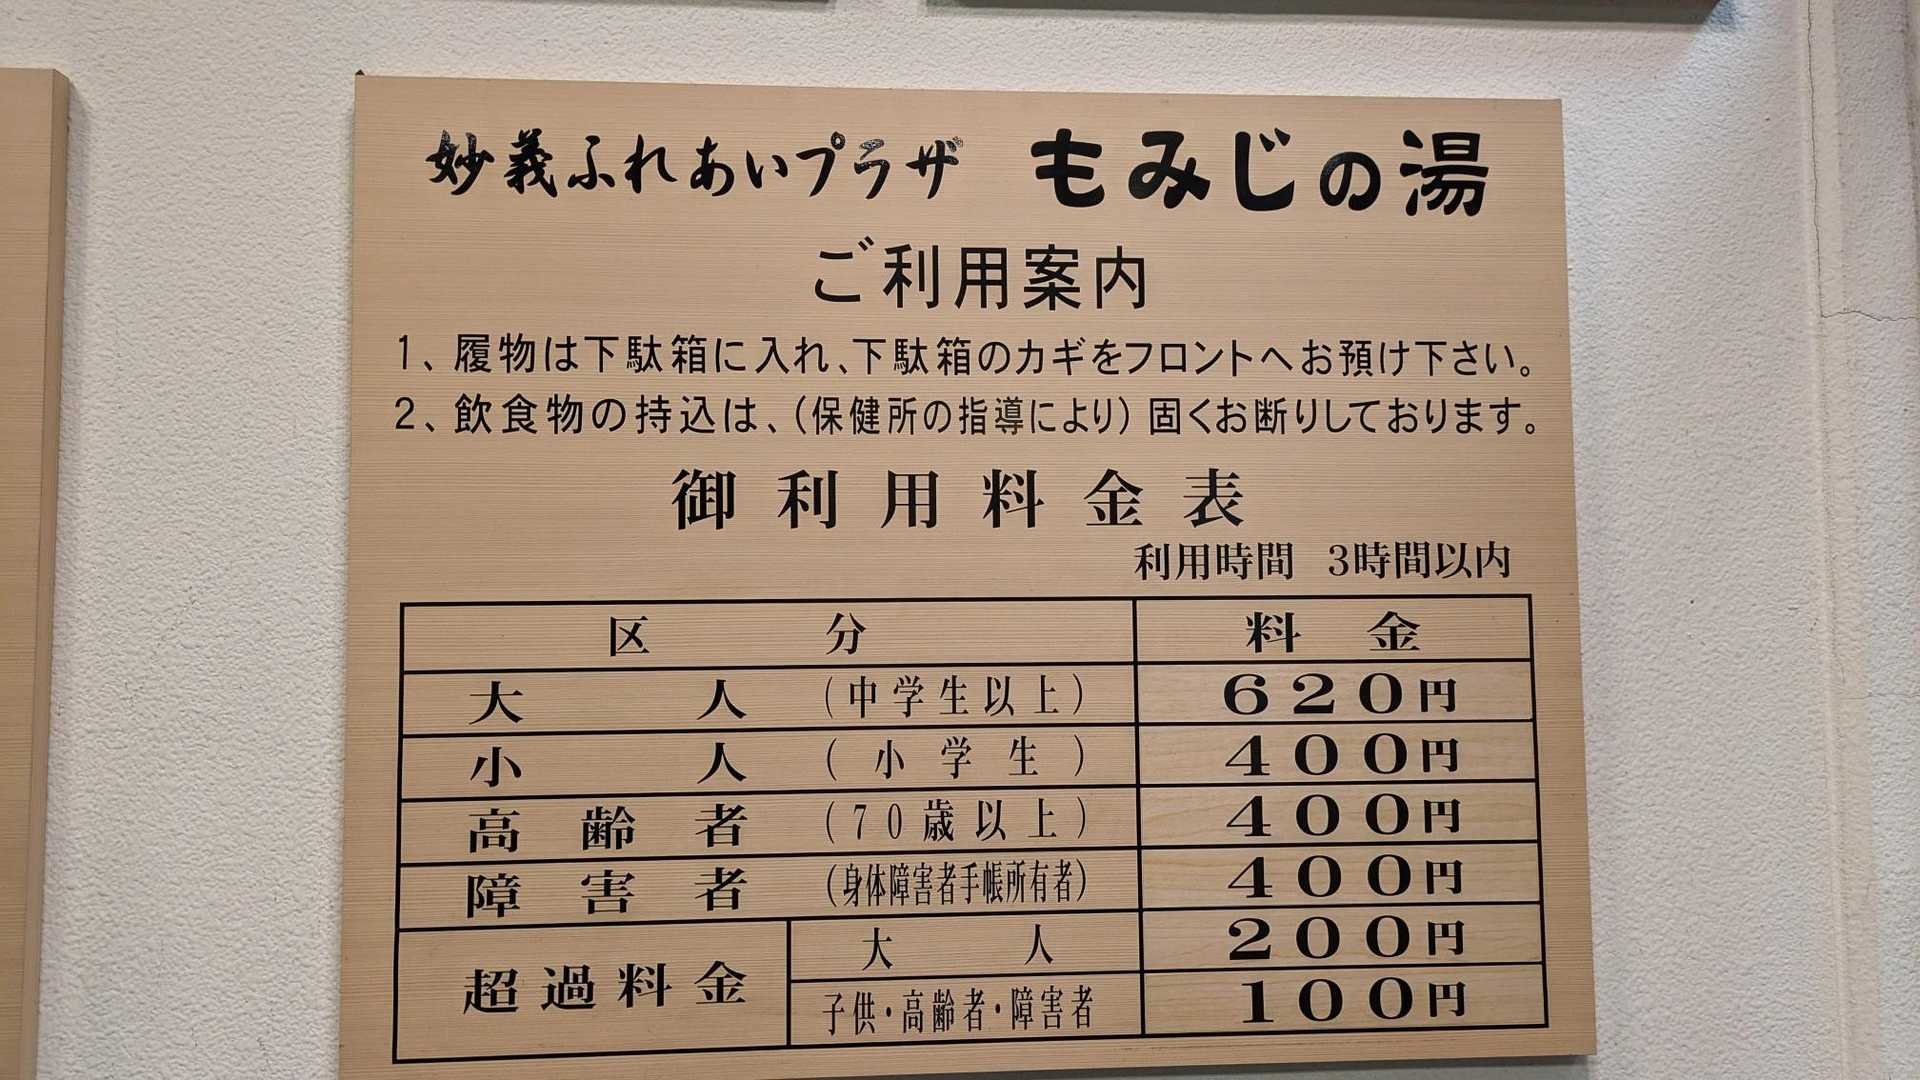 妙義ふれあいプラザ もみじの湯
ご利用案内
1、履物は下駄箱に入れ、下駄箱のカギをフロントへお預け下さい。
2、飲食物の持込は、(保健所の指導により)固くお断りしております。
御利用料金表
利用時間 3時間以内
区分 料金
大人 (中学生以上) 620円
小人 (小学生) 400円
高齢者 (70歳以上) 400円
障害者 (身体障害者手帳所有者) 400円
超過料金 大人 200円
子供・高齢者・障害者 100円